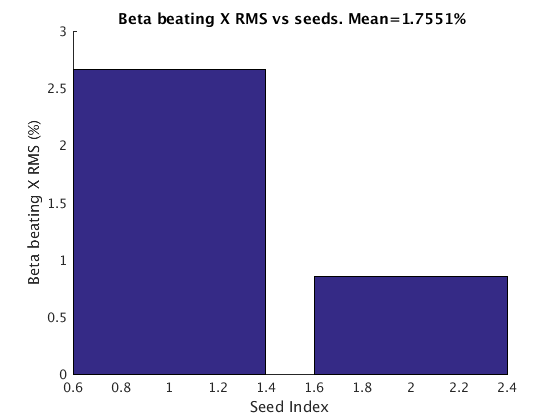 Beta beating X RMS vs seeds. Mean=1.7551%
3
2.5
2
1.5
1
0.5
0
Beta beating X RMS (%)
0.6 0.8 1 1.2 1.4 1.6 1.8 2 2.2 2.4
Seed Index